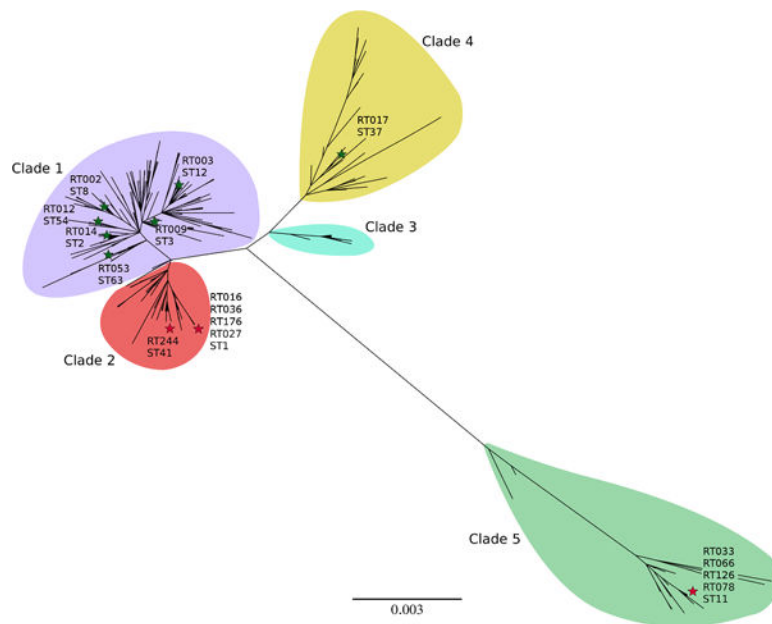 Clade 4
RT017
ST37
Clade 1
RT003
ST12
RT002
ST8
RT012
ST54
RT014
ST2
RT009
ST3
RT053
ST63
Clade 3
RT016
RT036
RT176
RT027
ST1
RT244
ST41
Clade 2
Clade 5
RT033
RT066
RT126
RT078
ST11
0.003